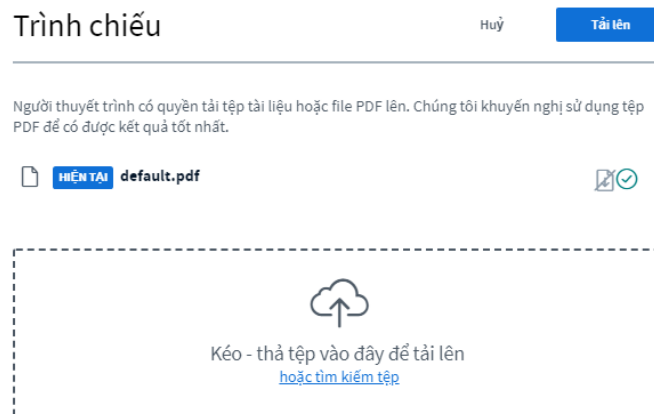 Trình chiếu
Huỷ
Tải lên
Người thuyết trình có quyền tải tệp tài liệu hoặc file PDF lên. Chúng tôi khuyến nghị sử dụng tệp
PDF để có được kết quả tốt nhất.
HIỆN TẠI default.pdf
Kéo - thả tệp vào đây để tải lên
hoặc tìm kiếm tệp